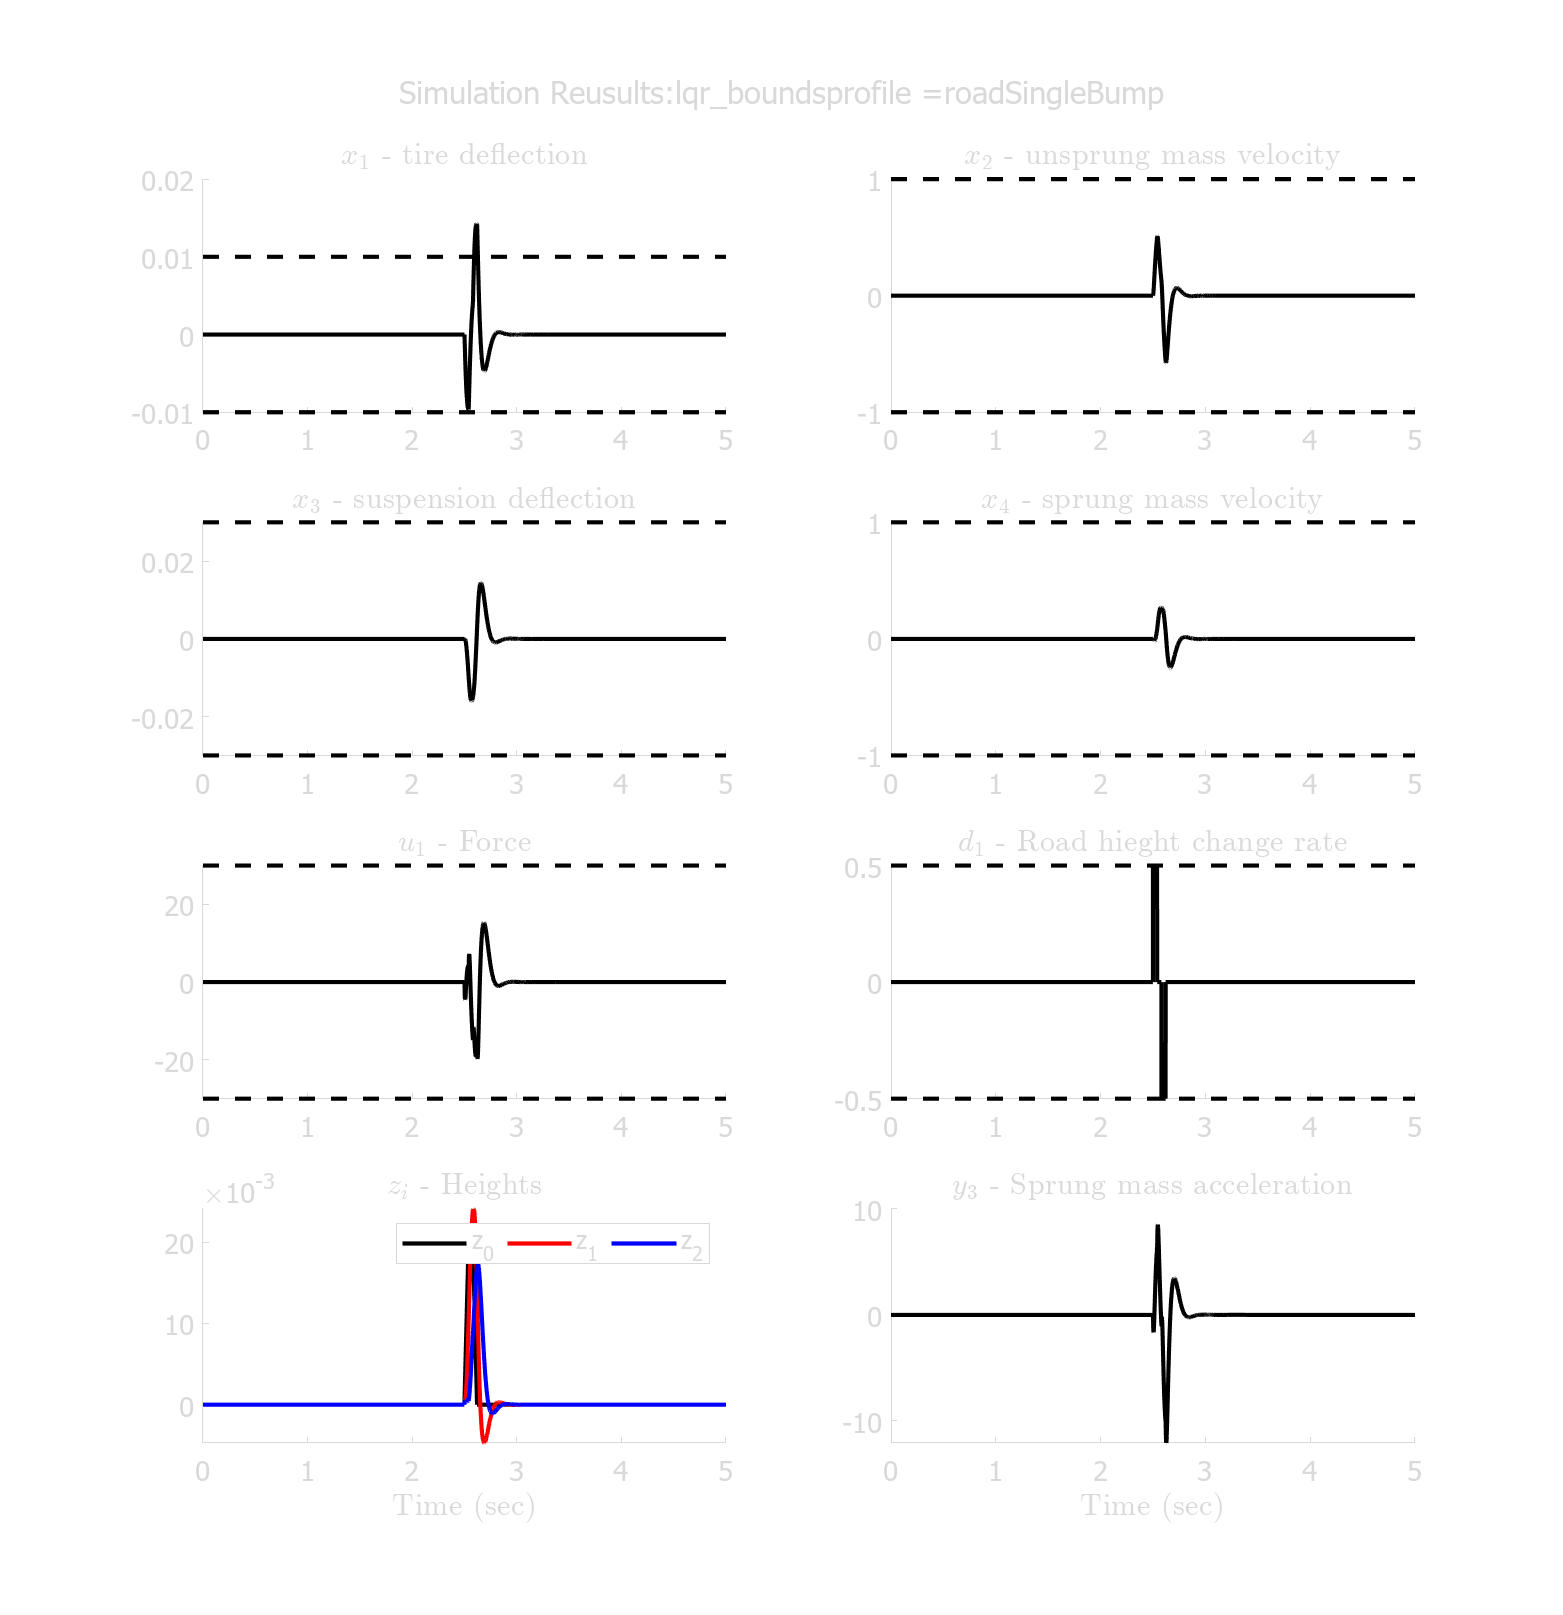 Simulation Reusults:lqr_boundsprofile =roadSingleBump
x1 - tire deflection
0.02
0.01
0
-0.01
0 1 2 3 4 5
x2 - unsprung mass velocity
1
0
-1
0 1 2 3 4 5
x3 - suspension deflection
0.02
0
-0.02
0 1 2 3 4 5
x4 - sprung mass velocity
1
0
-1
0 1 2 3 4 5
u1 - Force
20
0
-20
0 1 2 3 4 5
d1 - Road hieght change rate
0.5
0
-0.5
0 1 2 3 4 5
zi - Heights
×10-3
z0 z1 z2
20
10
0
0 1 2 3 4 5
Time (sec)
y3 - Sprung mass acceleration
10
0
-10
0 1 2 3 4 5
Time (sec)